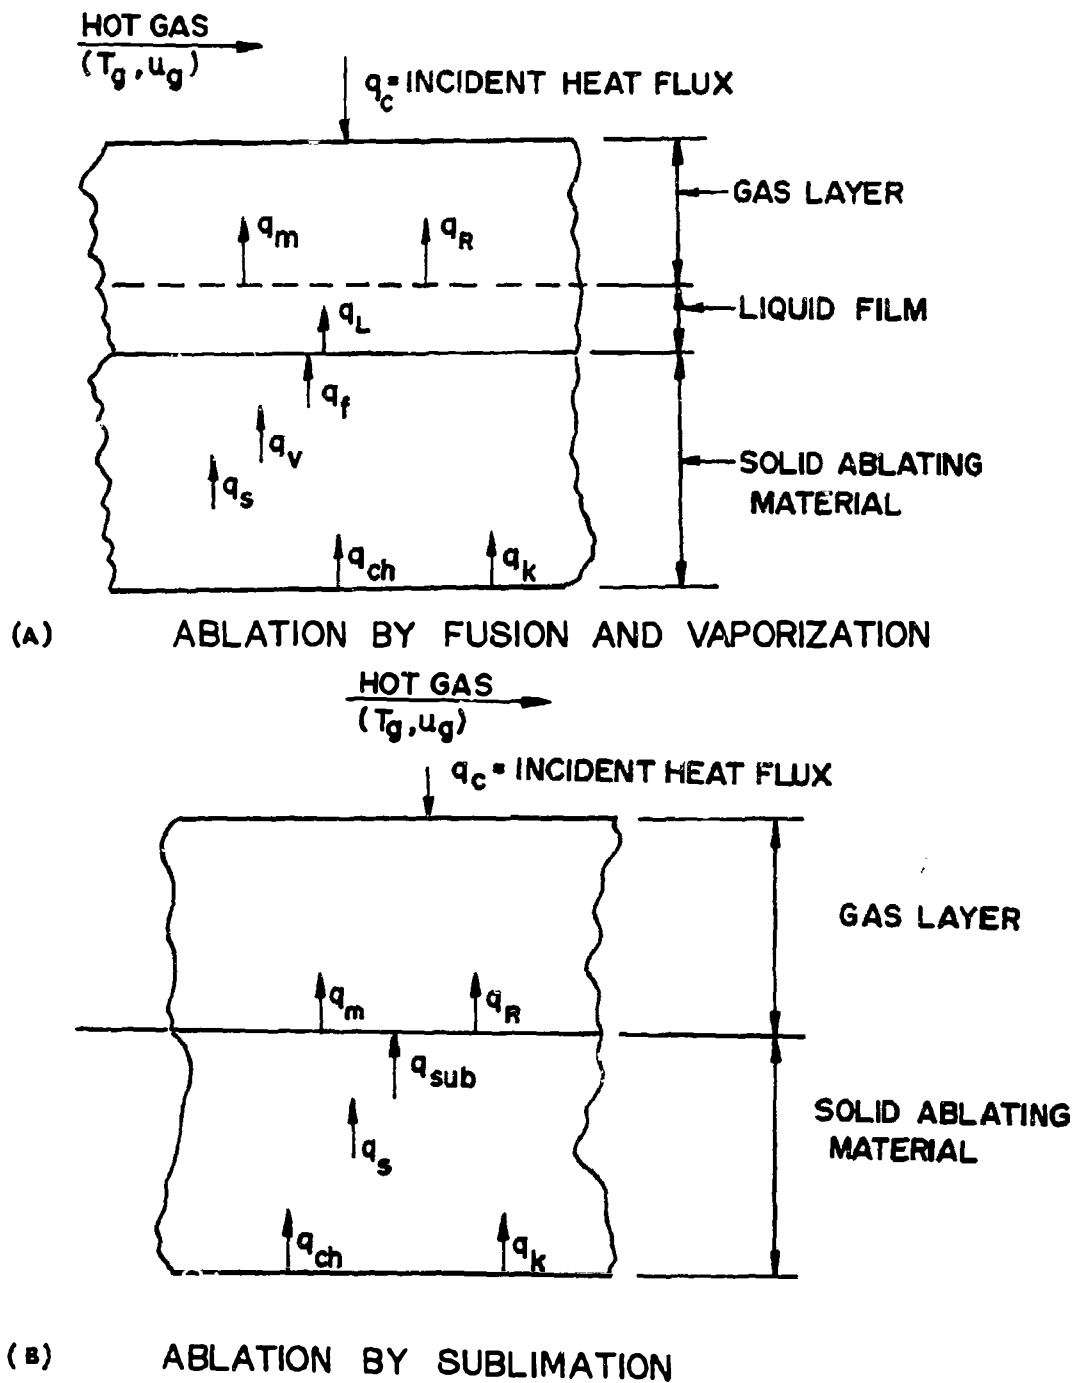 HOT GAS
(Tg, ug)
qc = INCIDENT HEAT FLUX
GAS LAYER
qm
qR
LIQUID FILM
qL
qf
qv
SOLID ABLATING
MATERIAL
qs
qch
qk
(A) ABLATION BY FUSION AND VAPORIZATION
HOT GAS
(Tg, ug)
qc = INCIDENT HEAT FLUX
GAS LAYER
qm
qR
qsub
SOLID ABLATING
MATERIAL
qs
qch
qk
(B) ABLATION BY SUBLIMATION